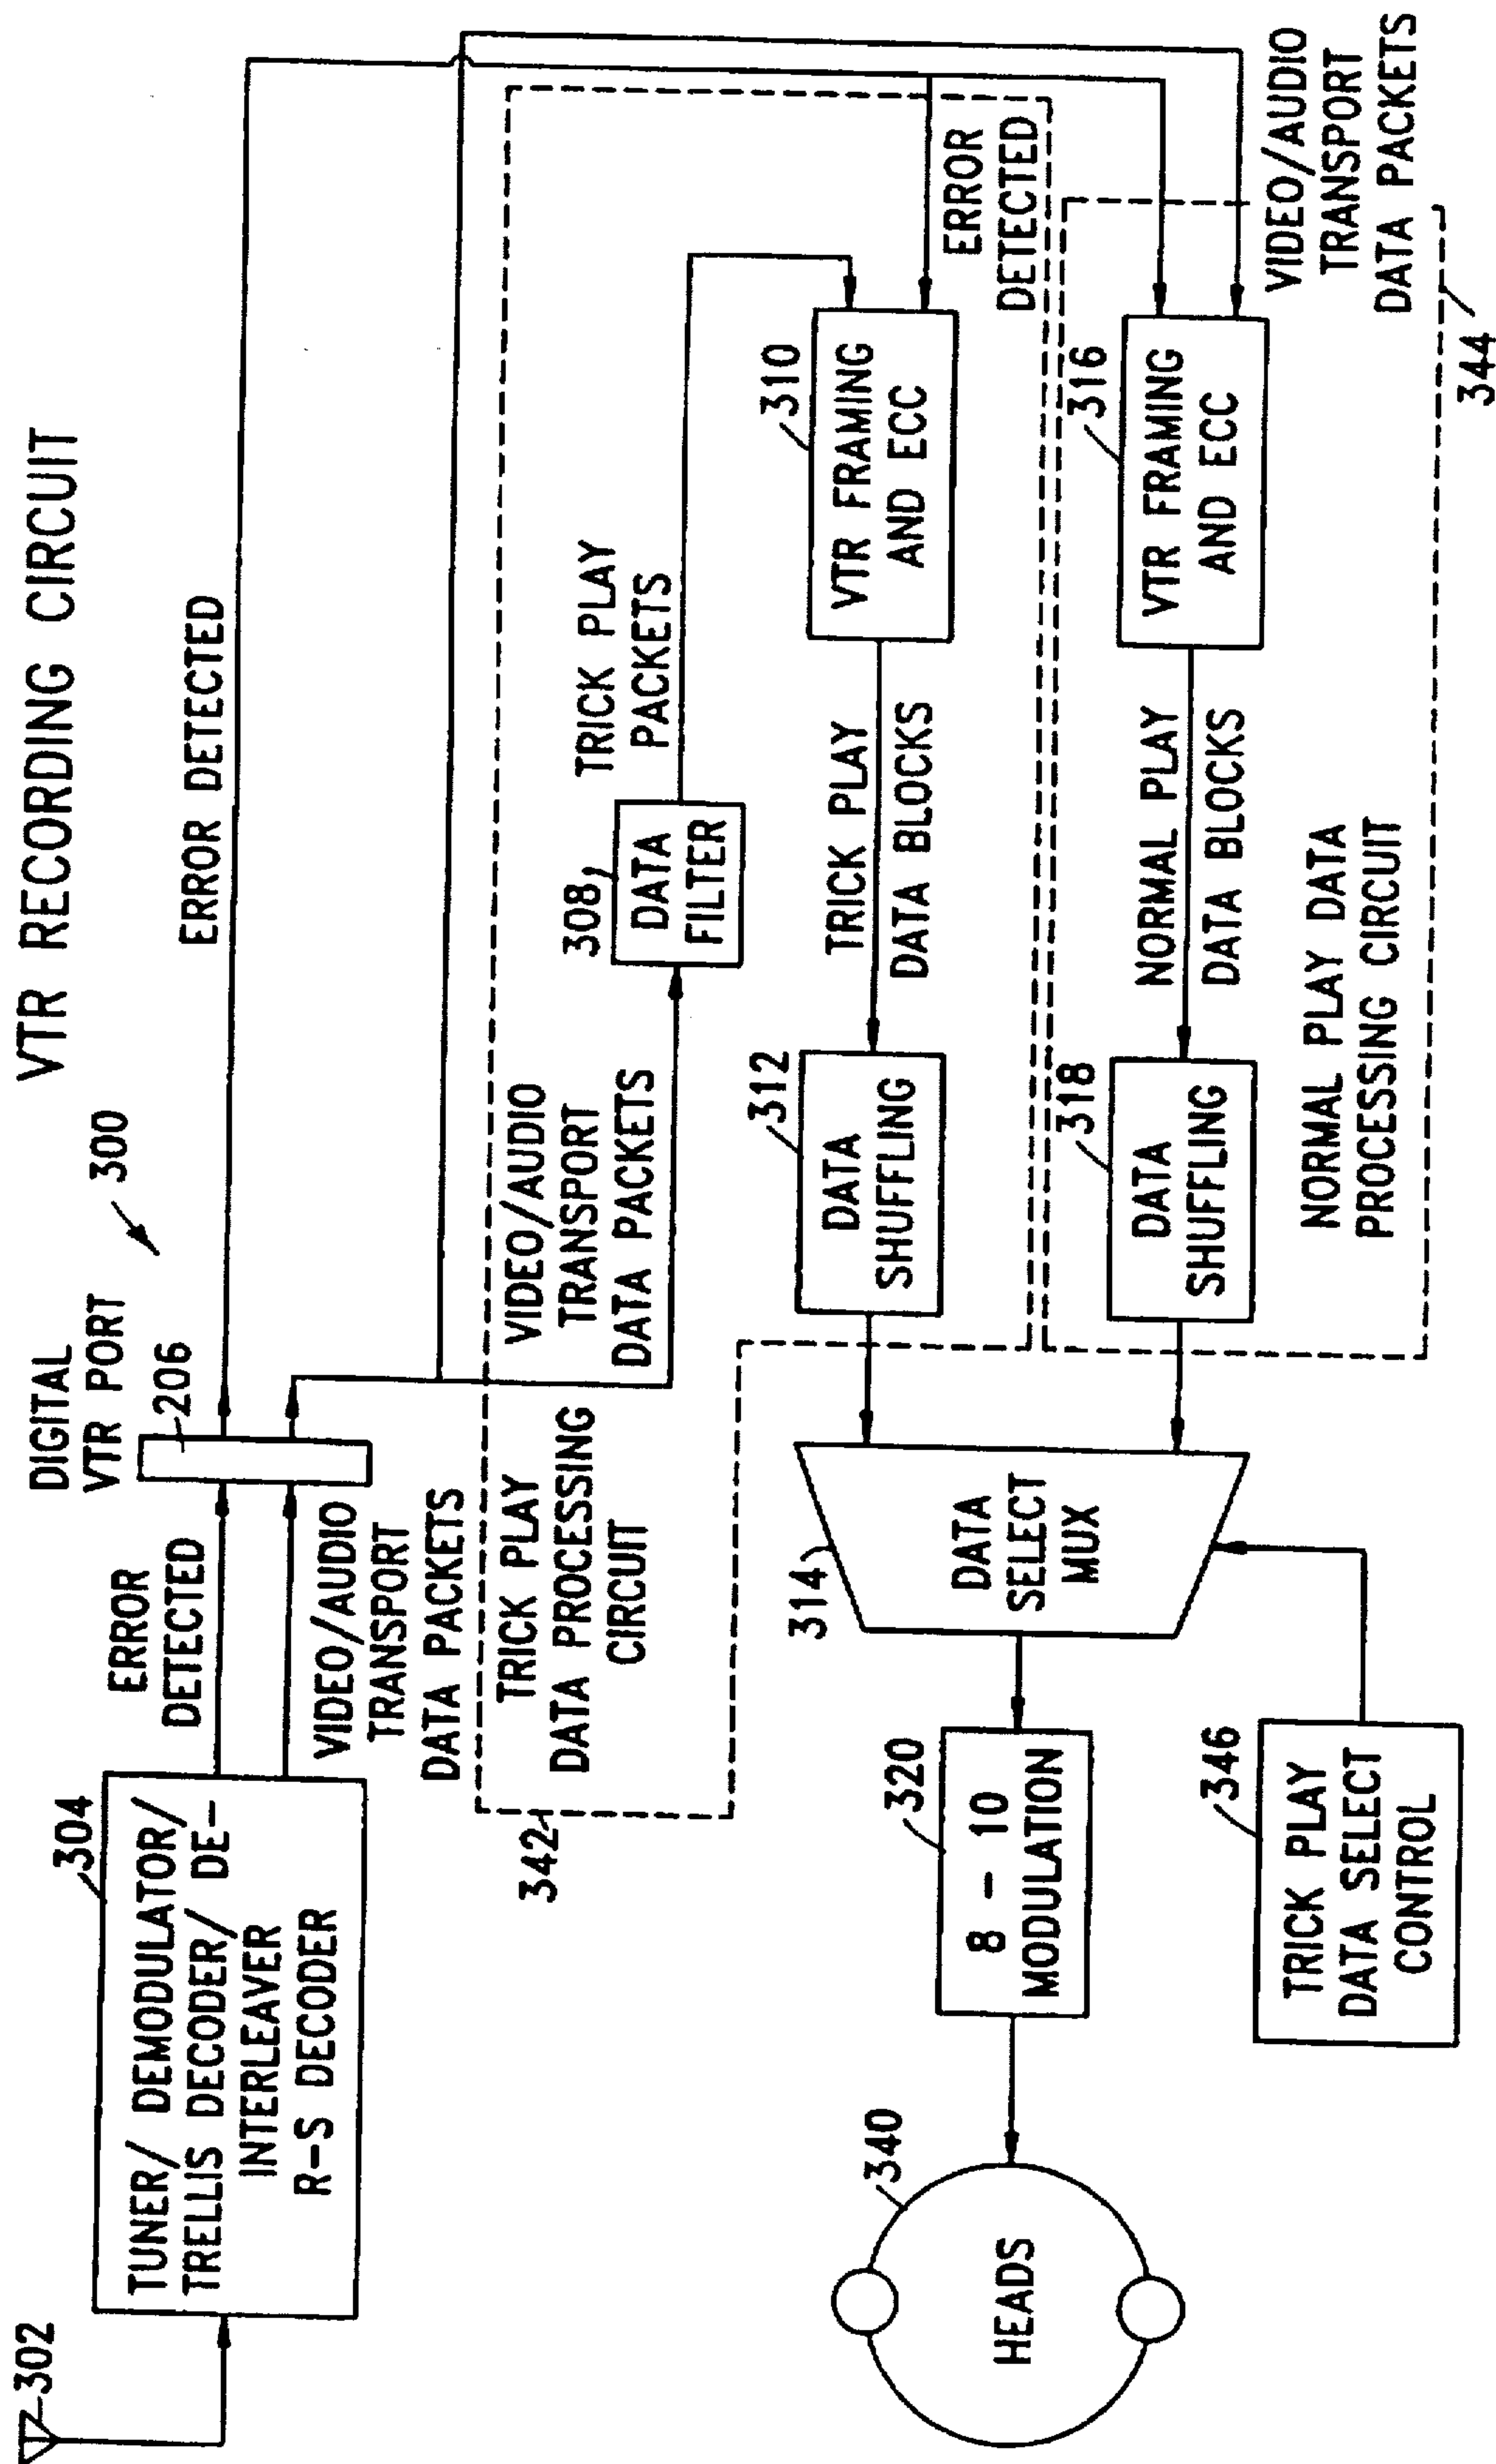 VTR RECORDING CIRCUIT
300
302
304
TUNER/ DEMODULATOR/
TRELLIS DECODER/ DE-
INTERLEAVER
R-S DECODER
ERROR
DETECTED
VIDEO/AUDIO
TRANSPORT
DATA PACKETS
DIGITAL
VTR PORT
206
ERROR DETECTED
342
TRICK PLAY
DATA PROCESSING
CIRCUIT
VIDEO/AUDIO
TRANSPORT
DATA PACKETS
308
DATA
FILTER
TRICK PLAY
PACKETS
310
VTR FRAMING
AND ECC
ERROR
DETECTED
TRICK PLAY
DATA BLOCKS
312
DATA
SHUFFLING
314
DATA
SELECT
MUX
316
VTR FRAMING
AND ECC
VIDEO/AUDIO
TRANSPORT
DATA PACKETS
344
NORMAL PLAY
DATA BLOCKS
318
DATA
SHUFFLING
NORMAL PLAY DATA
PROCESSING CIRCUIT
320
8 - 10
MODULATION
340
HEADS
346
TRICK PLAY
DATA SELECT
CONTROL